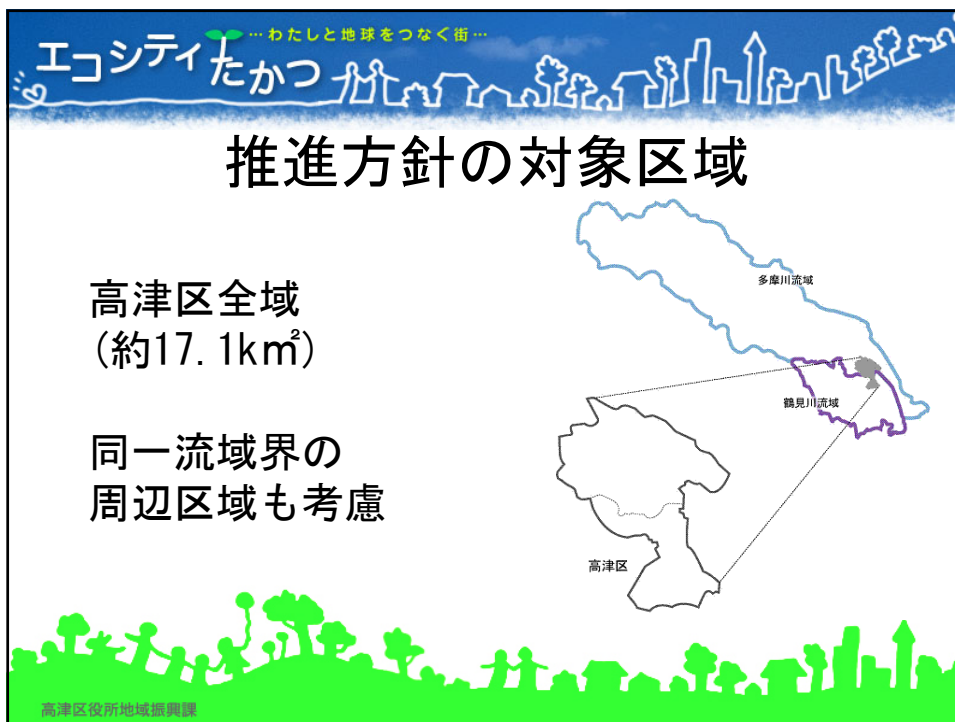 …わたしと地球をつなぐ街…
エコシティたかつ
推進方針の対象区域
高津区全域
（約17.1k㎡）
同一流域界の
周辺区域も考慮
多摩川流域
鶴見川流域
高津区
高津区役所地域振興課